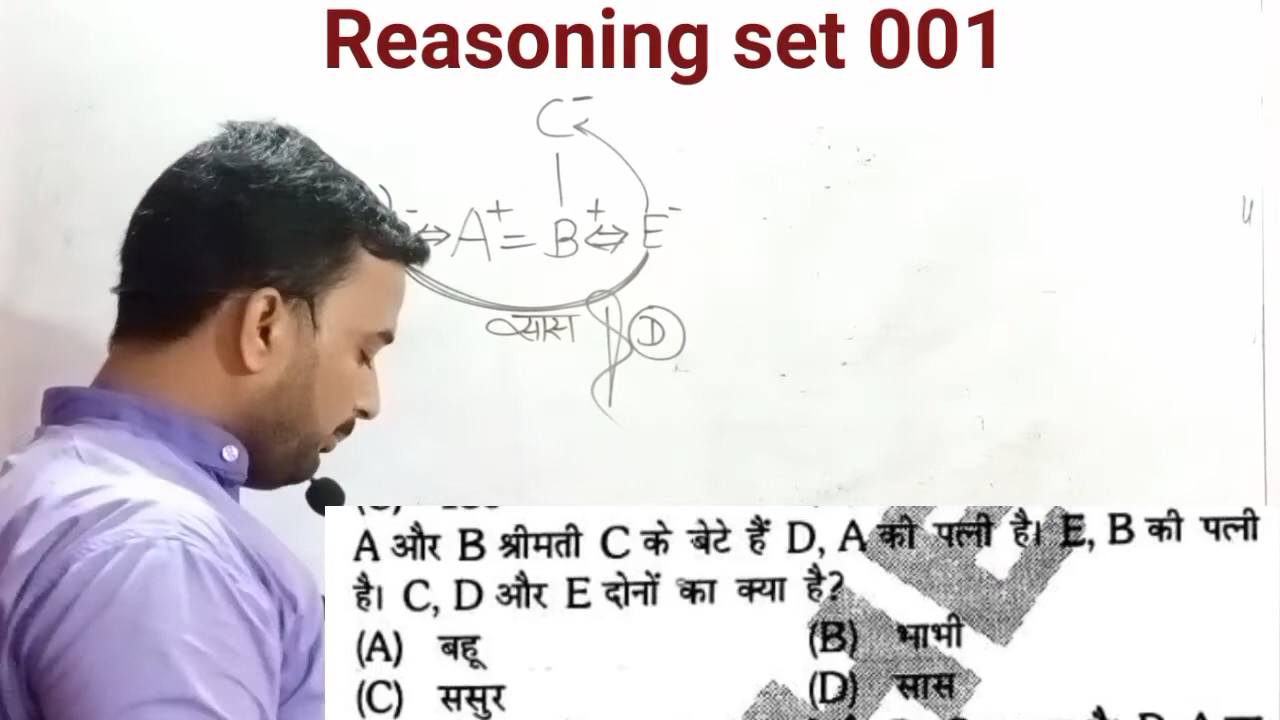 Reasoning set 001
C-
- ⇔ A+ = B+ ⇔ E-
सास D
A और B श्रीमती C के बेटे हैं D, A की पत्नी है। E, B की पत्नी
है। C, D और E दोनों का क्या है?
(A) बहू (B) भाभी
(C) ससुर (D) सास